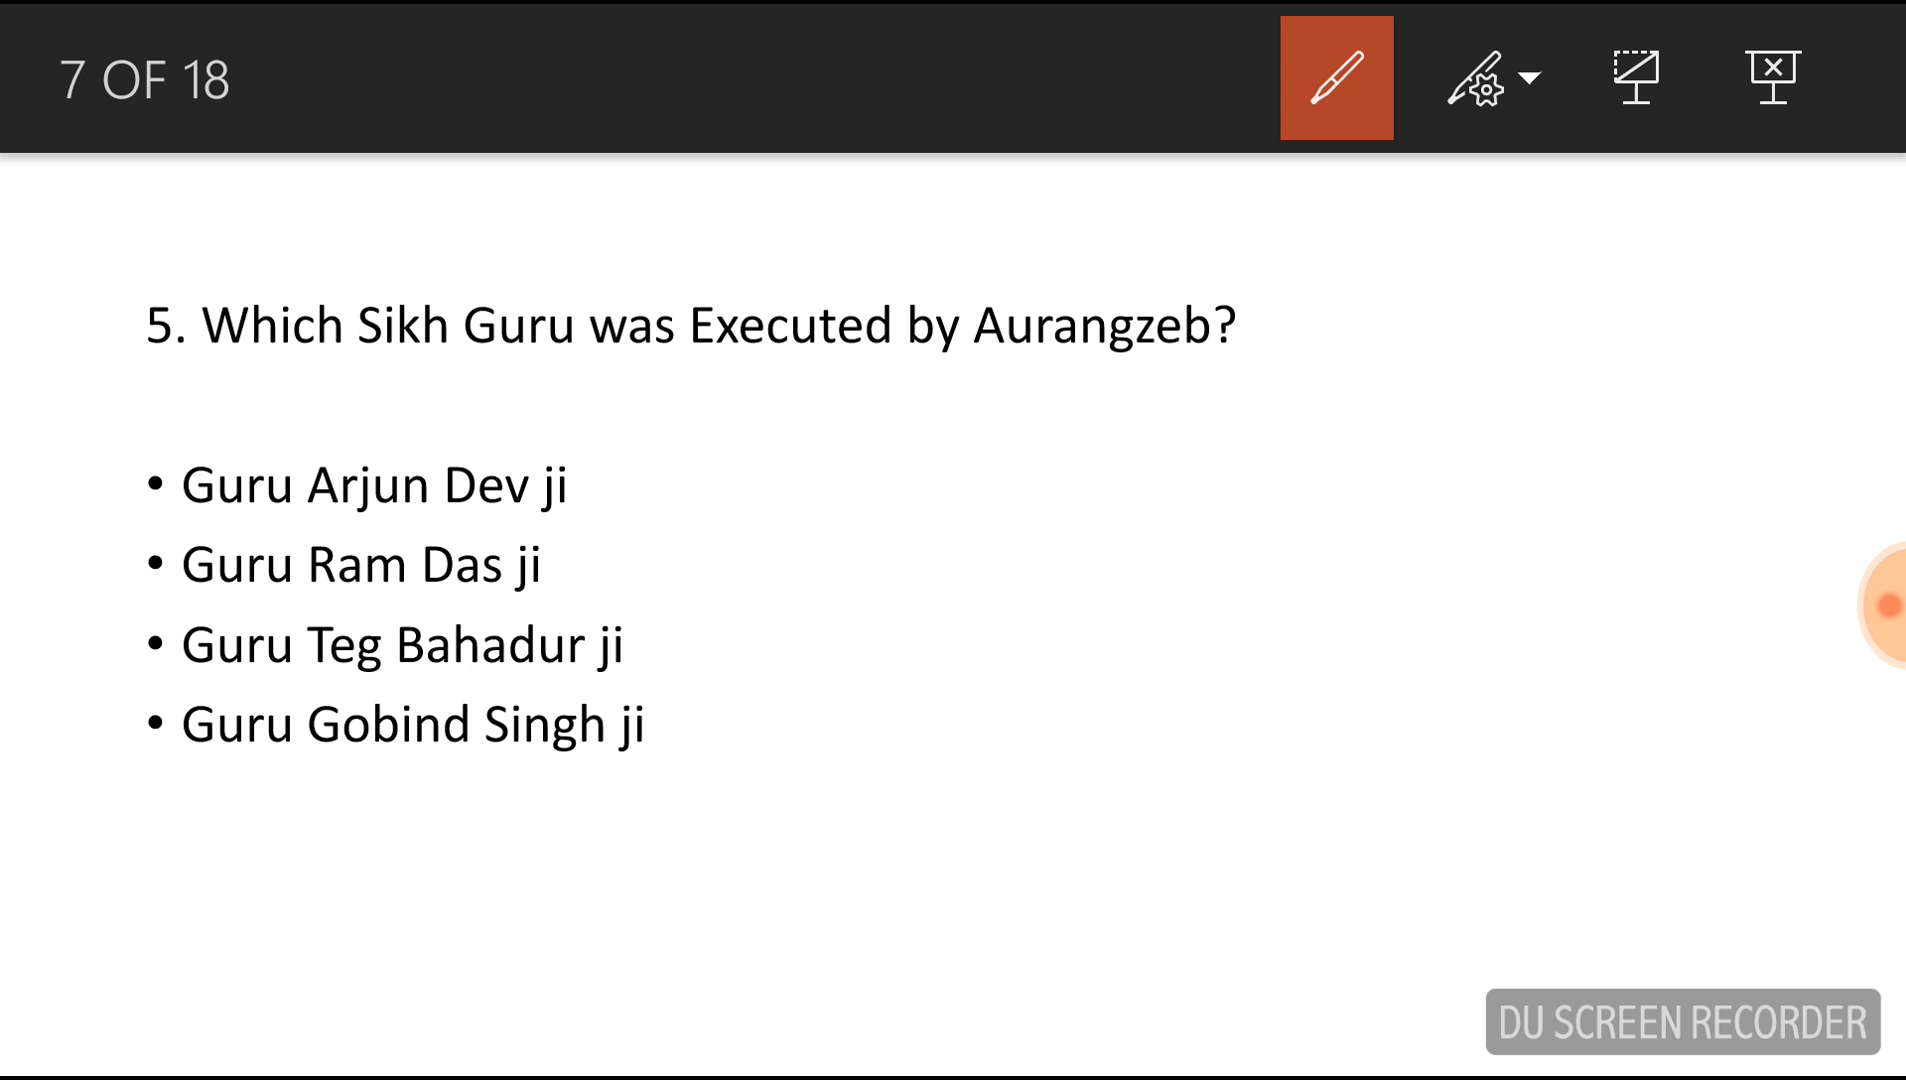 7 OF 18
5. Which Sikh Guru was Executed by Aurangzeb?
• Guru Arjun Dev ji
• Guru Ram Das ji
• Guru Teg Bahadur ji
• Guru Gobind Singh ji
DU SCREEN RECORDER